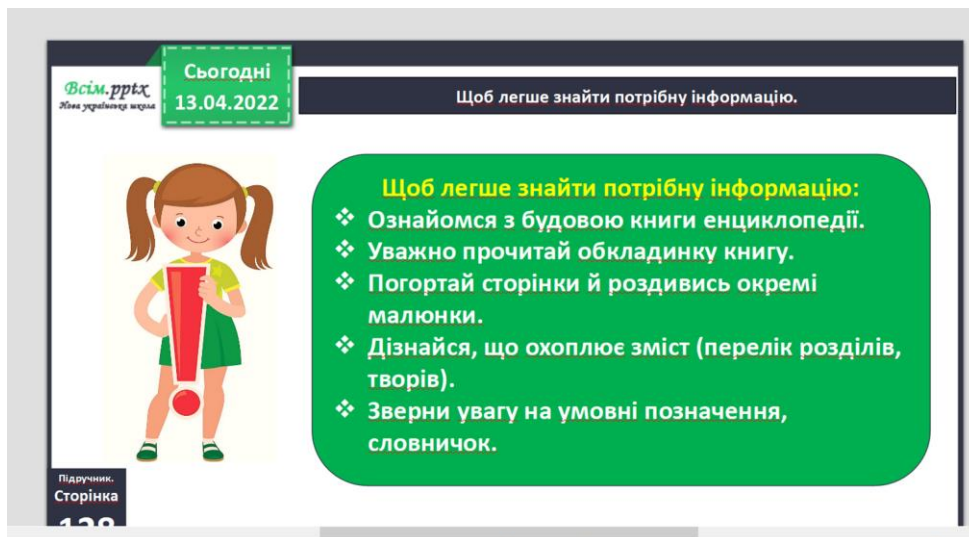 Всім.pptx
Нова українська школа
Сьогодні
13.04.2022
Щоб легше знайти потрібну інформацію.
Щоб легше знайти потрібну інформацію:
❖ Ознайомся з будовою книги енциклопедії.
❖ Уважно прочитай обкладинку книгу.
❖ Погортай сторінки й роздивись окремі
малюнки.
❖ Дізнайся, що охоплює зміст (перелік розділів,
творів).
❖ Зверни увагу на умовні позначення,
словничок.
Підручник.
Сторінка